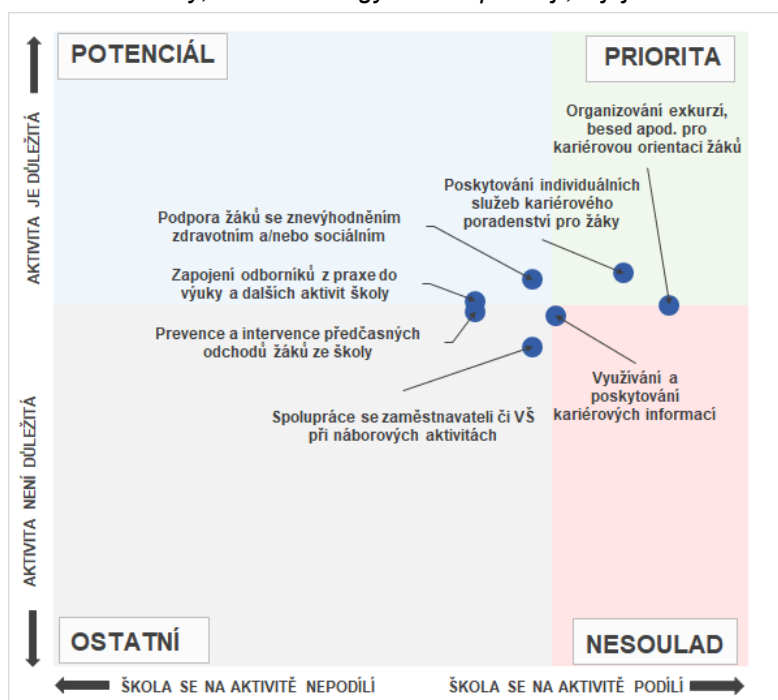 POTENCIÁL
PRIORITA
Organizování exkurzí,
besed apod. pro
kariérovou orientaci žáků
Poskytování individuálních
služeb kariérového
poradenství pro žáky
Podpora žáků se znevýhodněním
zdravotním a/nebo sociálním
Zapojení odborníků z praxe do
výuky a dalších aktivit školy
Prevence a intervence předčasných
odchodů žáků ze školy
Využívání a
poskytování
kariérových informací
Spolupráce se zaměstnavateli či VŠ
při náborových aktivitách
AKTIVITA JE DŮLEŽITÁ
AKTIVITA NENÍ DŮLEŽITÁ
OSTATNÍ
NESOULAD
ŠKOLA SE NA AKTIVITĚ NEPODÍLÍ
ŠKOLA SE NA AKTIVITĚ PODÍLÍ